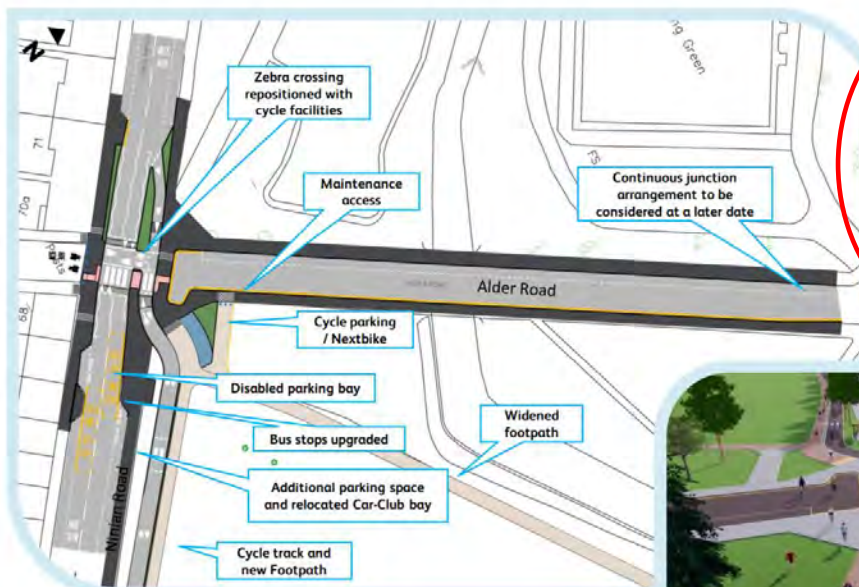 N
ng Green
Zebra crossing
repositioned with
cycle facilities
71
FS
Maintenance
access
Continuous junction
arrangement to be
considered at a later date
70a
Posts
Alder Road
68
Cycle parking
/ Nextbike
Disabled parking bay
Widened
footpath
Bus stops upgraded
Additional parking space
and relocated Car-Club bay
Ninian Road
Cycle track and
new Footpath